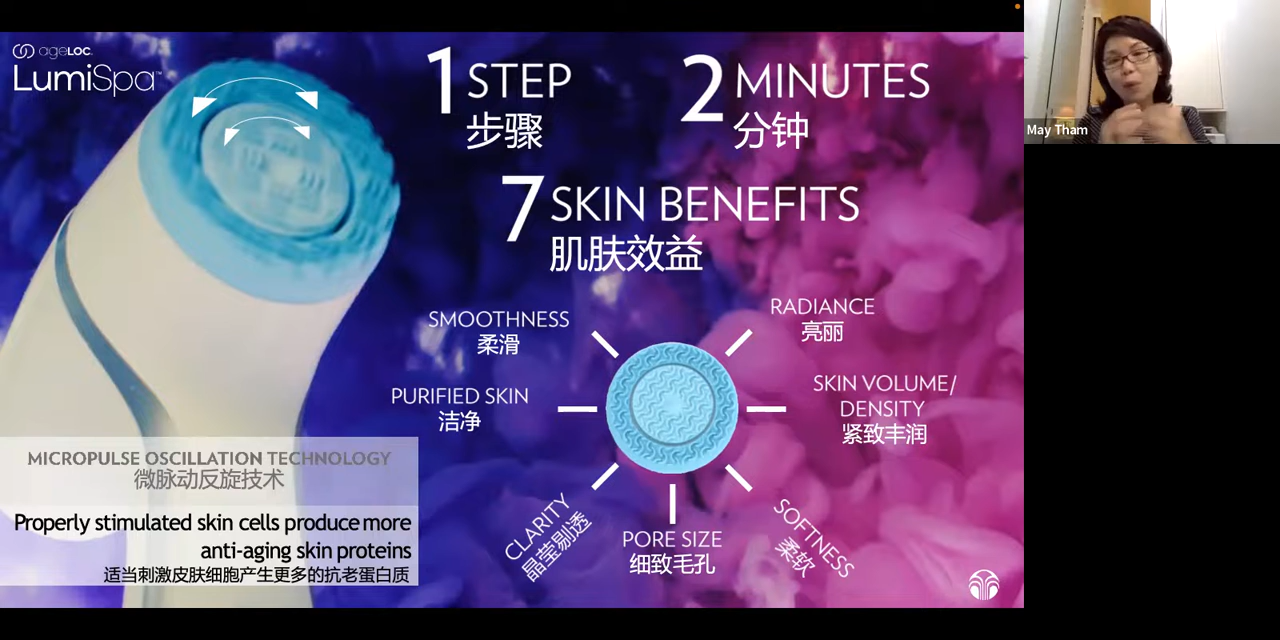 ageLOC
LumiSpa™
1 STEP
步骤
2 MINUTES
分钟
7 SKIN BENEFITS
肌肤效益
SMOOTHNESS
柔滑
RADIANCE
亮丽
PURIFIED SKIN
洁净
SKIN VOLUME/
DENSITY
紧致丰润
CLARITY
晶莹剔透
PORE SIZE
细致毛孔
SOFTNESS
柔软
MICROPULSE OSCILLATION TECHNOLOGY
微脉动反旋技术
Properly stimulated skin cells produce more
anti-aging skin proteins
适当刺激皮肤细胞产生更多的抗老蛋白质
May Tham